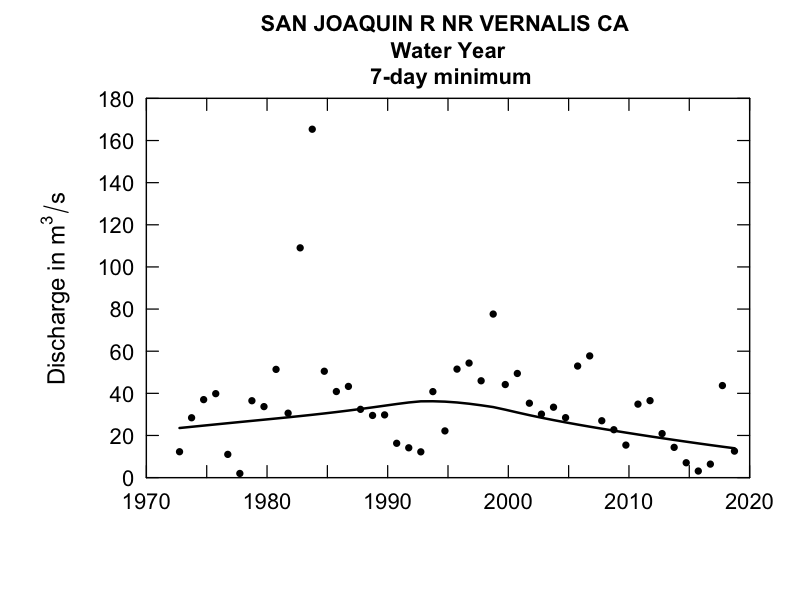 SAN JOAQUIN R NR VERNALIS CA
Water Year
7-day minimum
Discharge in m³/s
180
160
140
120
100
80
60
40
20
0
1970 1980 1990 2000 2010 2020